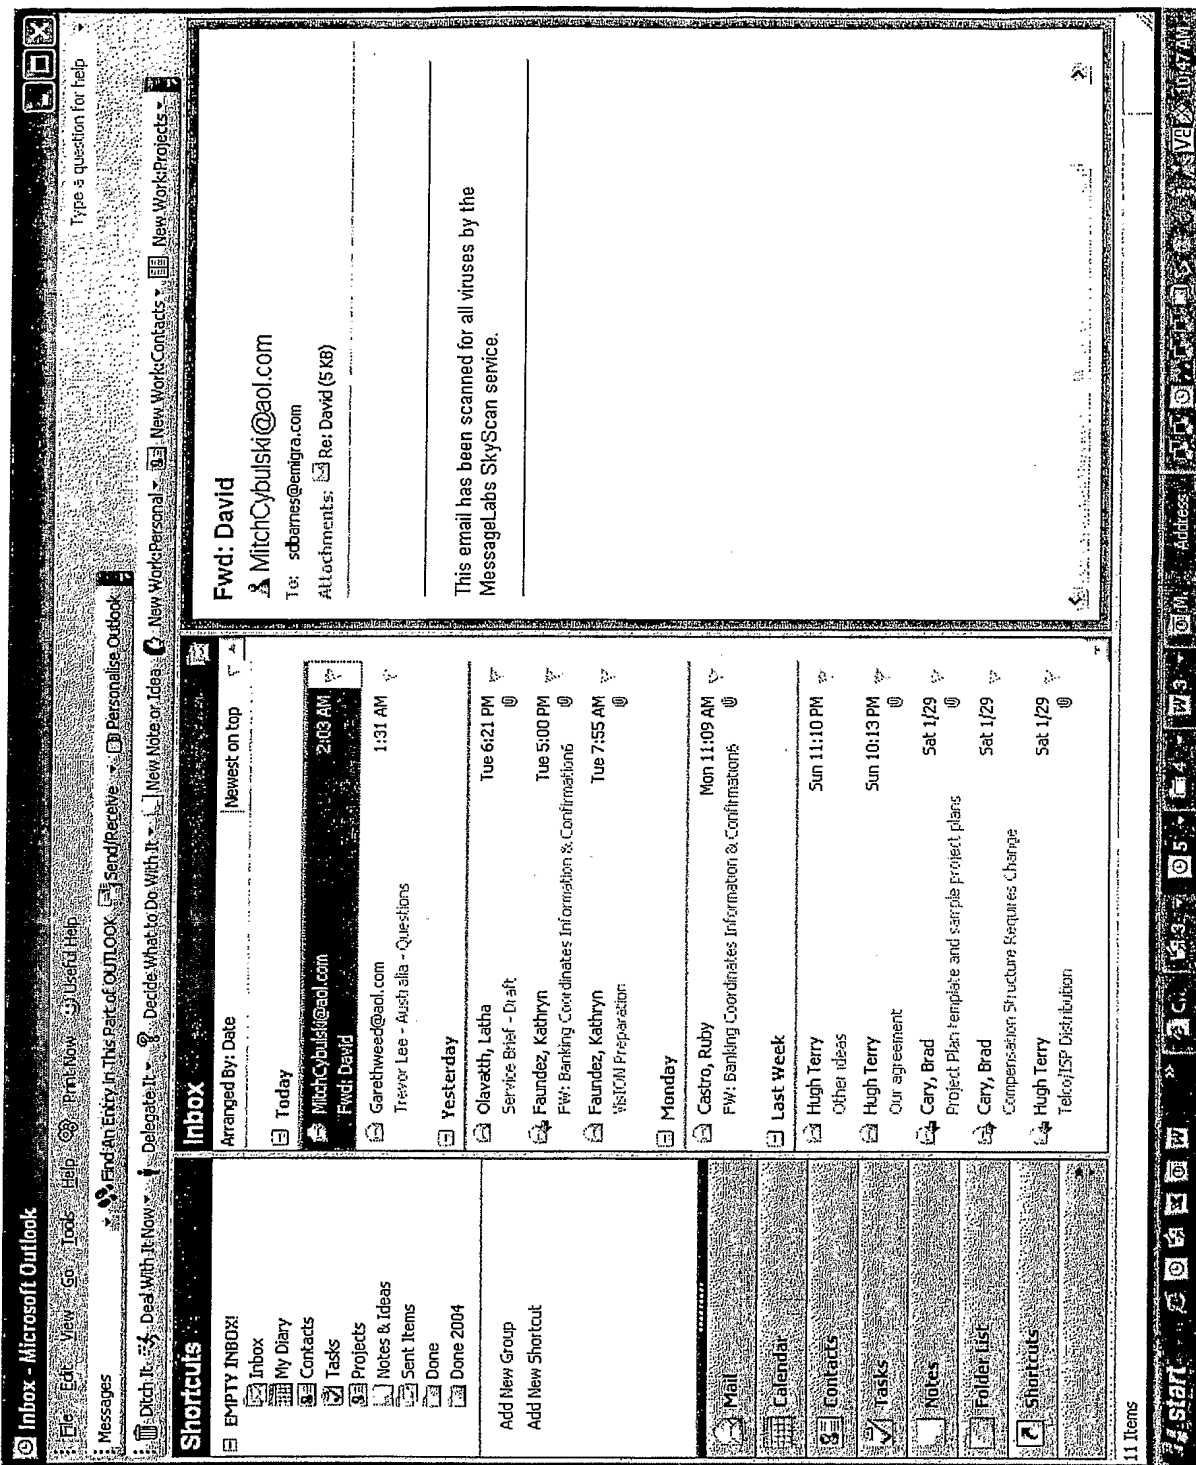 Inbox - Microsoft Outlook
File Edit View Go Tools Help Print Now Useful Help
Type a question for help
Messages
Find An Entry In This Part of OUTLOOK Send/Receive Personalise Outlook
Ditch It Deal With It Now Delegate It Decide What to Do With It New Note or Idea New Work:Personal New Work:Contacts New Work:Projects
Shortcuts
EMPTY INBOX!
Inbox
My Diary
Contacts
Tasks
Projects
Notes & Ideas
Sent Items
Done
Done 2004
Add New Group
Add New Shortcut
Mail
Calendar
Contacts
Tasks
Notes
Folder List
Shortcuts
Inbox
Arranged By: Date Newest on top
Today
MitchCybulski@aol.com 2:03 AM
Fwd: David
Garethweed@aol.com 1:31 AM
Trevor Lee - Australia - Questions
Yesterday
Olavatth, Latha Tue 6:21 PM
Service Brief - Draft
Faundez, Kathryn Tue 5:00 PM
FW: Banking Coordinates Information & Confirmation6
Faundez, Kathryn Tue 7:55 AM
VisION Preparation
Monday
Castro, Ruby Mon 11:09 AM
FW: Banking Coordinates Information & Confirmation6
Last Week
Hugh Terry Sun 11:10 PM
Other ideas
Hugh Terry Sun 10:13 PM
Our agreement
Cary, Brad Sat 1/29
Project Plan template and sample project plans
Cary, Brad Sat 1/29
Compensation Structure Requires Change
Hugh Terry Sat 1/29
Telco/ISP Distribution
Fwd: David
MitchCybulski@aol.com
To: sdbarnes@emigra.com
Attachments: Re: David (5 KB)
This email has been scanned for all viruses by the
MessageLabs SkyScan service.
11 Items
start
Address
10:47 AM